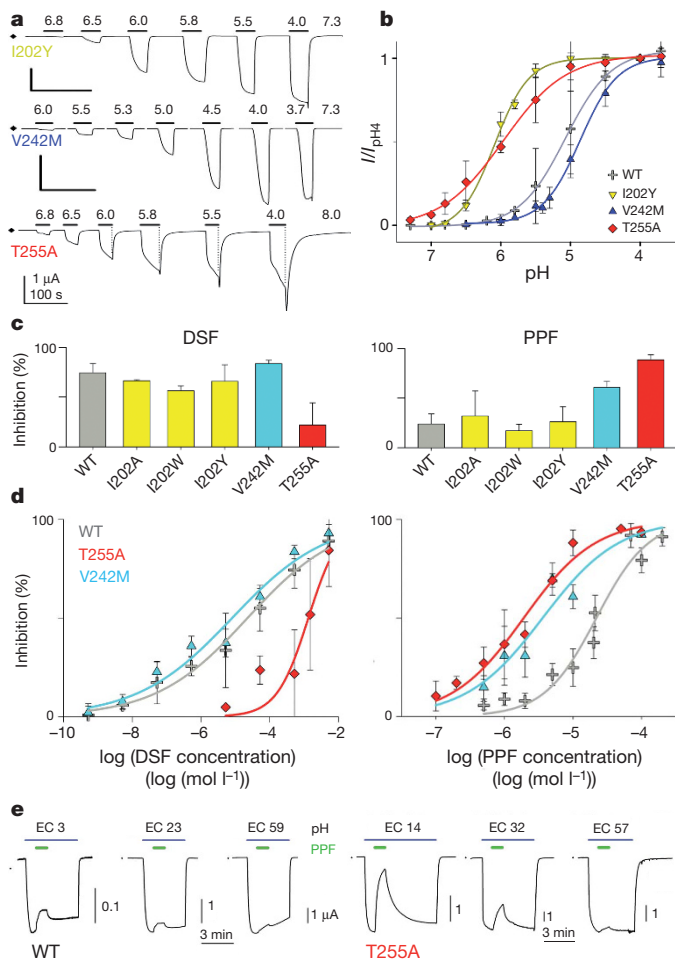 a
6.8 6.5 6.0 5.8 5.5 4.0 7.3
I202Y
6.0 5.5 5.3 5.0 4.5 4.0 3.7 7.3
V242M
6.8 6.5 6.0 5.8 5.5 4.0 8.0
T255A
1 μA
100 s
b
I/IpH4
1
0
7 6 5 4
pH
WT
I202Y
V242M
T255A
c
DSF
Inhibition (%)
100
0
WT I202A I202W I202Y V242M T255A
PPF
100
0
WT I202A I202W I202Y V242M T255A
d
Inhibition (%)
100
0
WT
T255A
V242M
−10 −8 −6 −4 −2
log (DSF concentration)
(log (mol l−1))
100
0
−7 −6 −5 −4
log (PPF concentration)
(log (mol l−1))
e
EC 3 EC 23 EC 59 pH EC 14 EC 32 EC 57
PPF
0.1 1 1 μA 1 1 1
3 min 3 min
WT T255A